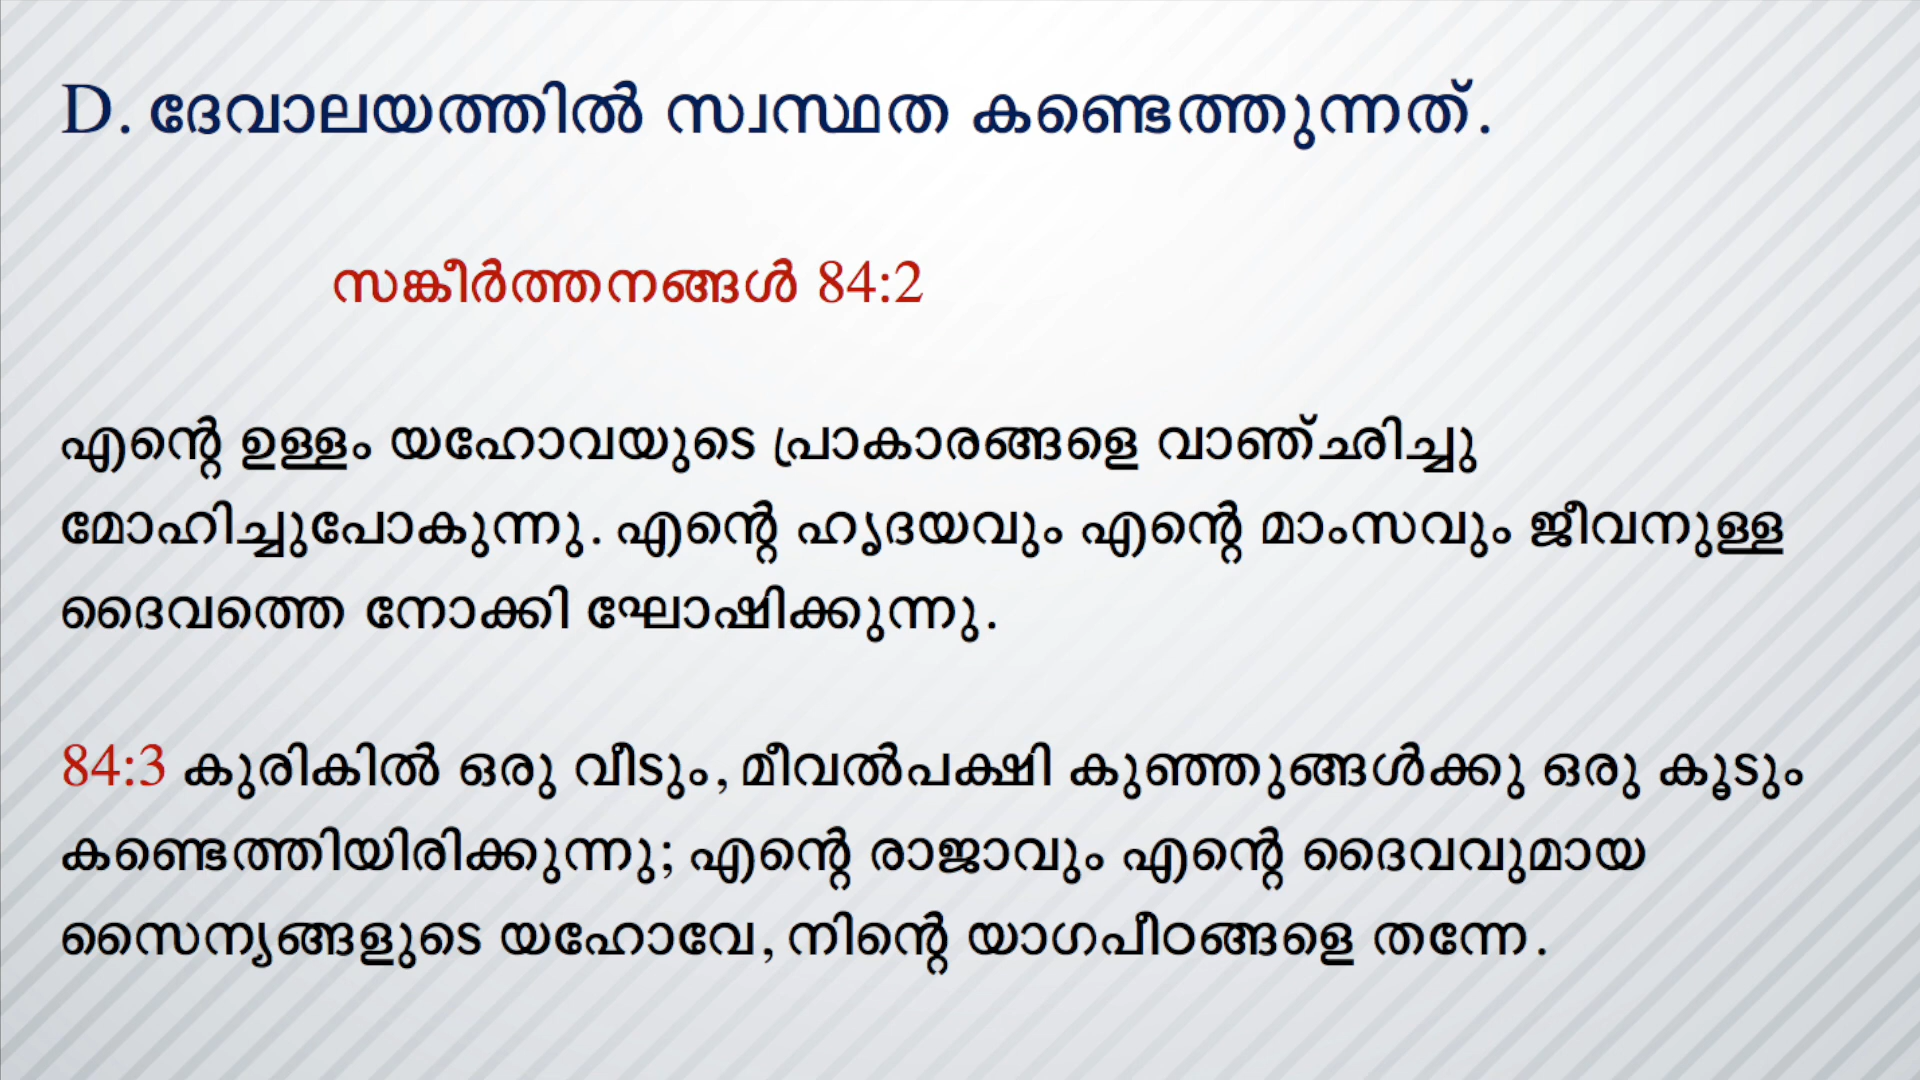 D. ദേവാലയത്തിൽ സ്വസ്ഥത കണ്ടെത്തുന്നത്.
സങ്കീർത്തനങ്ങൾ 84:2
എന്റെ ഉള്ളം യഹോവയുടെ പ്രാകാരങ്ങളെ വാഞ്ഛിച്ചു
മോഹിച്ചുപോകുന്നു. എന്റെ ഹൃദയവും എന്റെ മാംസവും ജീവനുള്ള
ദൈവത്തെ നോക്കി ഘോഷിക്കുന്നു.
84:3 കുരികിൽ ഒരു വീടും, മീവൽപക്ഷി കുഞ്ഞുങ്ങൾക്കു ഒരു കൂടും
കണ്ടെത്തിയിരിക്കുന്നു; എന്റെ രാജാവും എന്റെ ദൈവവുമായ
സൈന്യങ്ങളുടെ യഹോവേ, നിന്റെ യാഗപീഠങ്ങളെ തന്നേ.